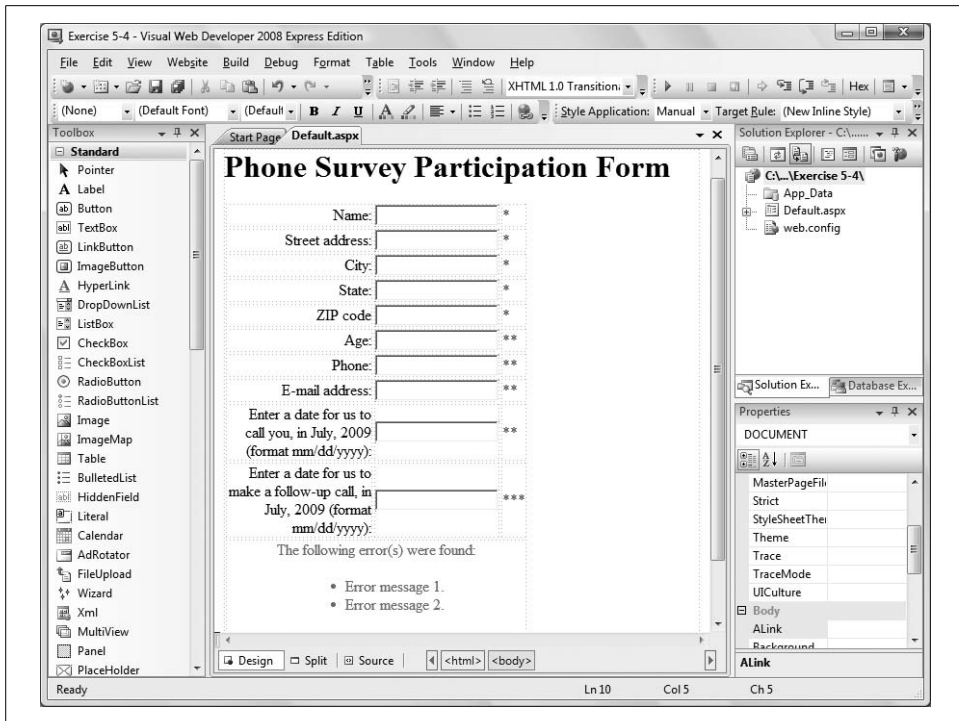 Exercise 5-4 - Visual Web Developer 2008 Express Edition
File Edit View Website Build Debug Format Table Tools Window Help
XHTML 1.0 Transition: Hex
(None) (Default Font) (Default B I U A Style Application: Manual Target Rule: (New Inline Style)
Toolbox
Standard
Pointer
A Label
ab Button
abl TextBox
ab LinkButton
ImageButton
A HyperLink
DropDownList
ListBox
CheckBox
CheckBoxList
RadioButton
RadioButtonList
Image
ImageMap
Table
BulletedList
abl HiddenField
Literal
Calendar
AdRotator
FileUpload
Wizard
Xml
MultiView
Panel
PlaceHolder
Start Page Default.aspx
Phone Survey Participation Form
Name: *
Street address: *
City: *
State: *
ZIP code *
Age: **
Phone: **
E-mail address: **
Enter a date for us to
call you, in July, 2009 **
(format mm/dd/yyyy):
Enter a date for us to
make a follow-up call, in
July, 2009 (format ***
mm/dd/yyyy):
The following error(s) were found:
• Error message 1.
• Error message 2.
Design Split Source <html> <body>
Solution Explorer - C:\......
C:\...\Exercise 5-4\
App_Data
Default.aspx
web.config
Solution Ex... Database Ex...
Properties
DOCUMENT
MasterPageFil
Strict
StyleSheetThe
Theme
Trace
TraceMode
UICulture
Body
ALink
Background
ALink
Ready Ln 10 Col 5 Ch 5